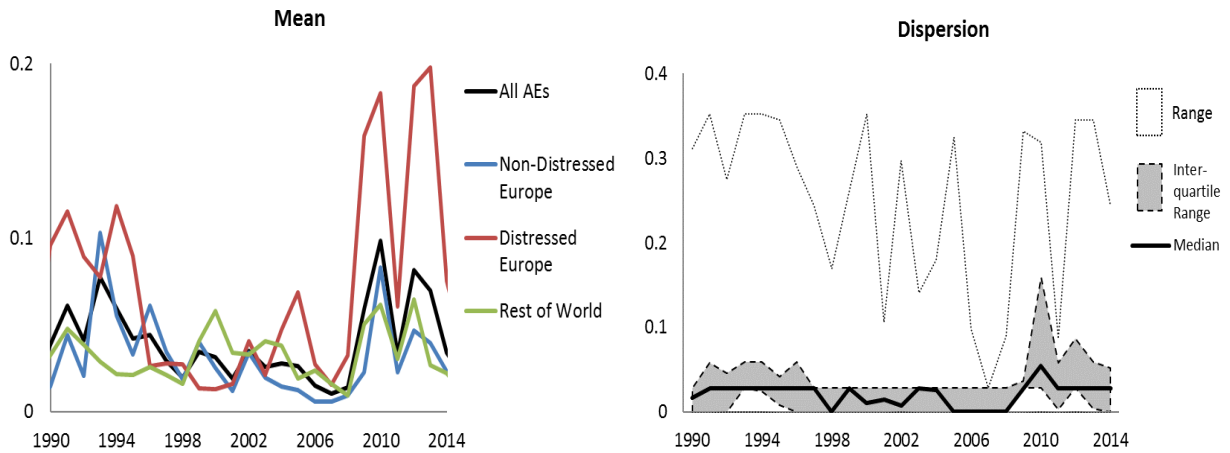 Mean
0.2
0.1
0
1990 1994 1998 2002 2006 2010 2014
All AEs
Non-Distressed
Europe
Distressed
Europe
Rest of World
Dispersion
0.4
0.3
0.2
0.1
0
1990 1994 1998 2002 2006 2010 2014
Range
Inter-
quartile
Range
Median